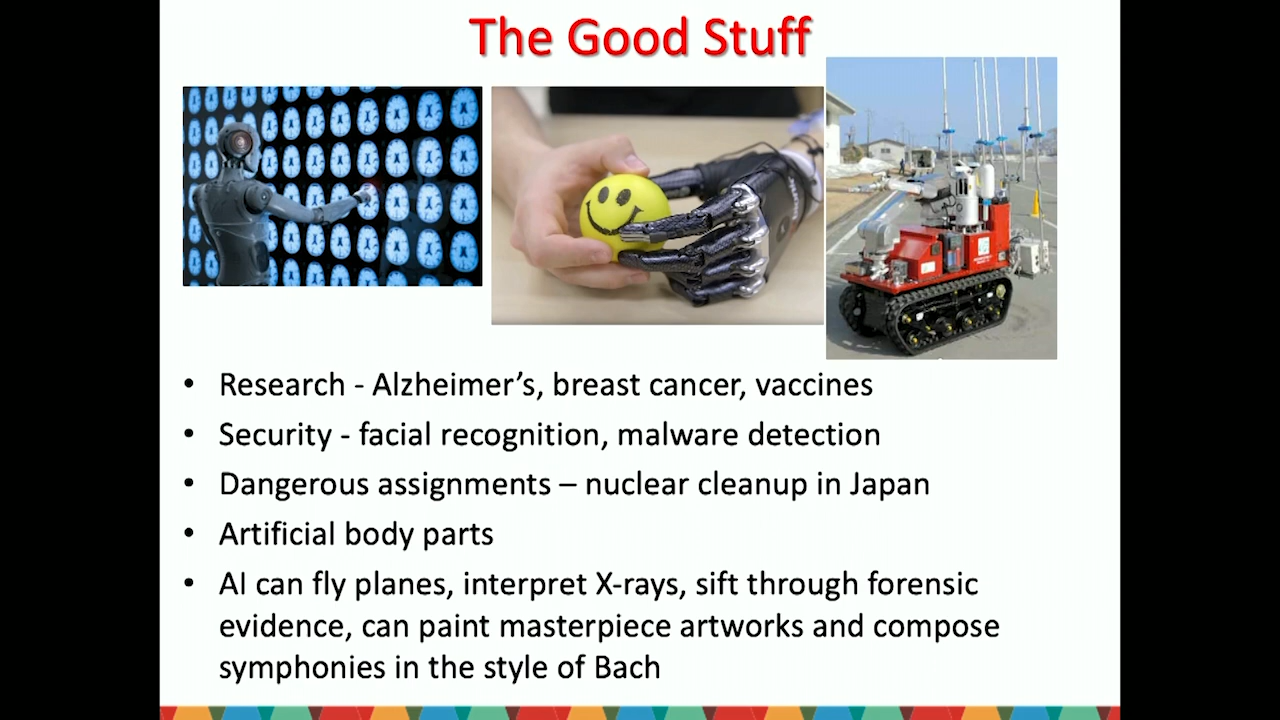 The Good Stuff
• Research - Alzheimer’s, breast cancer, vaccines
• Security - facial recognition, malware detection
• Dangerous assignments – nuclear cleanup in Japan
• Artificial body parts
• AI can fly planes, interpret X-rays, sift through forensic
evidence, can paint masterpiece artworks and compose
symphonies in the style of Bach